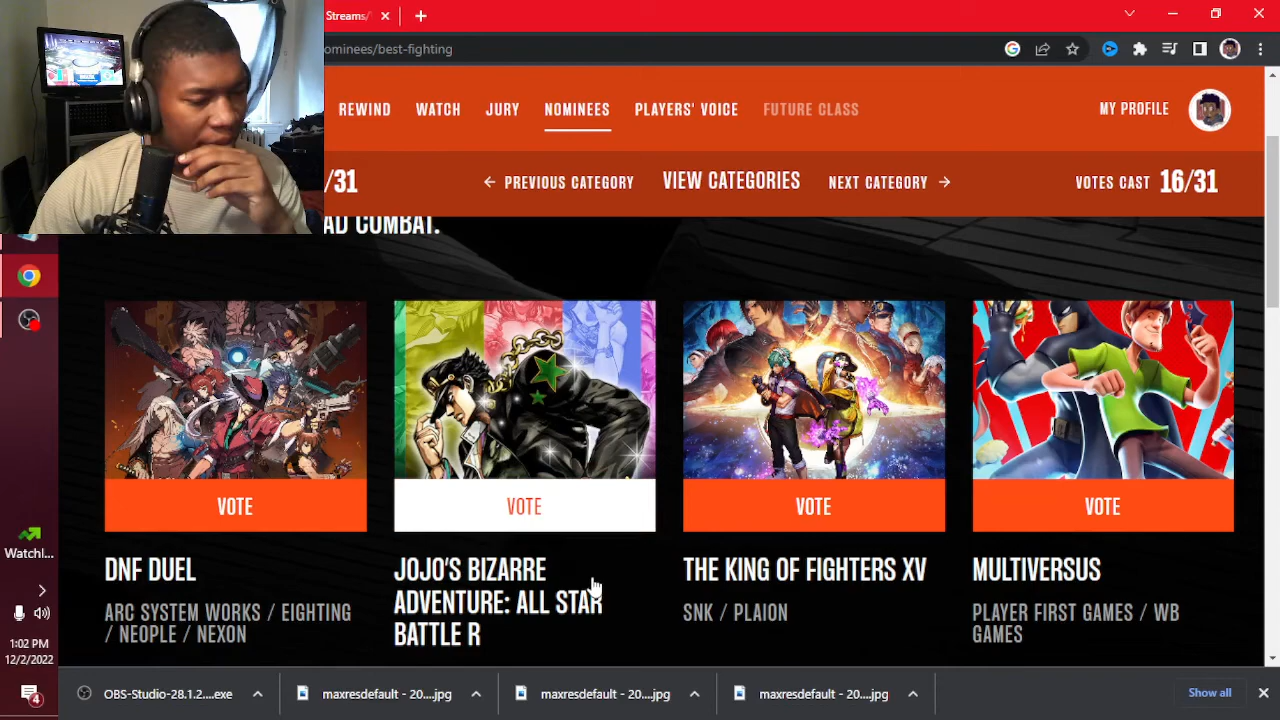 Streams/
ominees/best-fighting
REWIND WATCH JURY NOMINEES PLAYERS' VOICE FUTURE CLASS MY PROFILE
/31 ← PREVIOUS CATEGORY VIEW CATEGORIES NEXT CATEGORY → VOTES CAST 16/31
AD COMBAT.
VOTE VOTE VOTE VOTE
DNF DUEL
ARC SYSTEM WORKS / EIGHTING
/ NEOPLE / NEXON
JOJO'S BIZARRE
ADVENTURE: ALL STAR
BATTLE R
THE KING OF FIGHTERS XV
SNK / PLAION
MULTIVERSUS
PLAYER FIRST GAMES / WB
GAMES
Watchl...
1:02 PM
12/2/2022
4
OBS-Studio-28.1.2....exe maxresdefault - 20....jpg maxresdefault - 20....jpg maxresdefault - 20....jpg Show all